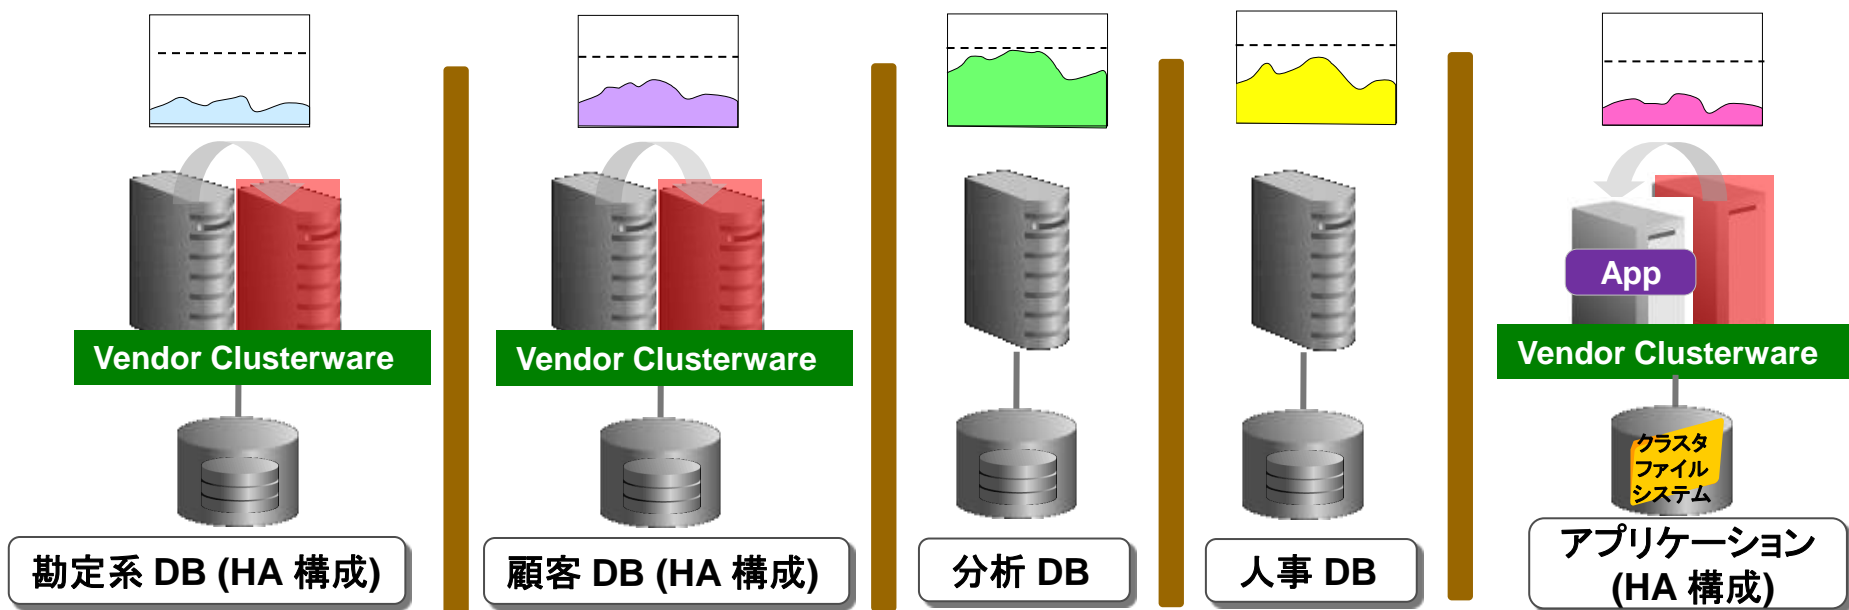 App
Vendor Clusterware
Vendor Clusterware
Vendor Clusterware
クラスタ
ファイル
システム
勘定系 DB (HA 構成)
顧客 DB (HA 構成)
分析 DB
人事 DB
アプリケーション
(HA 構成)